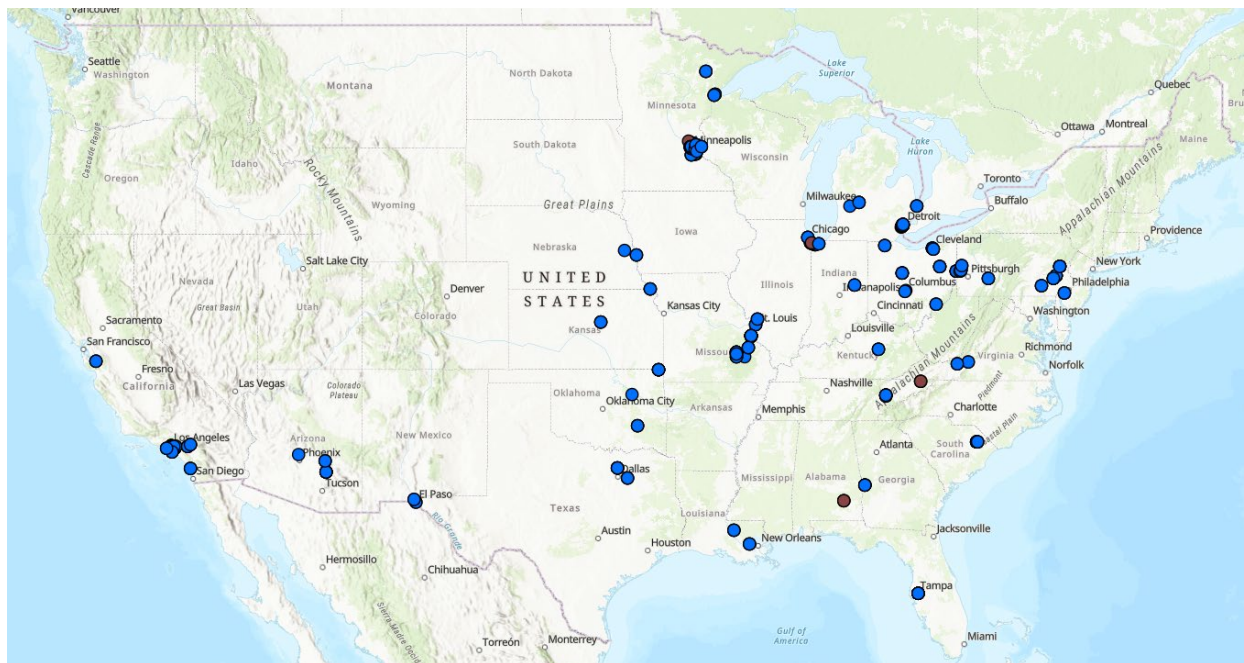 Vancouver
Seattle
Washington
Montana
North Dakota
Minnesota
Lake
Superior
Quebec
Ottawa
Montreal
Maine
Cascade Range
Oregon
Idaho
Rocky Mountains
Wyoming
South Dakota
Minneapolis
Wisconsin
Lake
Huron
Toronto
Buffalo
Appalachian Mountains
Great Plains
Milwaukee
Detroit
Providence
Salt Lake City
Nebraska
Iowa
Chicago
Cleveland
New York
Nevada
Great Basin
Utah
Denver
Colorado
UNITED
STATES
Illinois
Indiana
Indianapolis
Columbus
Pittsburgh
Philadelphia
Sacramento
San Francisco
Kansas
Kansas City
St. Louis
Cincinnati
Washington
Fresno
California
Las Vegas
Colorado
Plateau
Missou
Louisville
Kentucky
Appalachian Mountains
Virginia
Richmond
Norfolk
Oklahoma
Oklahoma City
Arkansas
Nashville
Piedmont
Memphis
Charlotte
Los Angeles
Arizona
Phoenix
New Mexico
Atlanta
South
Carolina
Coastal Plain
San Diego
Tucson
El Paso
Dallas
Mississippi
Alabama
Georgia
Texas
Louisiana
Rio Grande
Austin
Houston
New Orleans
Jacksonville
Hermosillo
Chihuahua
Tampa
Sierra Madre Occid
Torreón
Monterrey
Gulf of
America
Miami